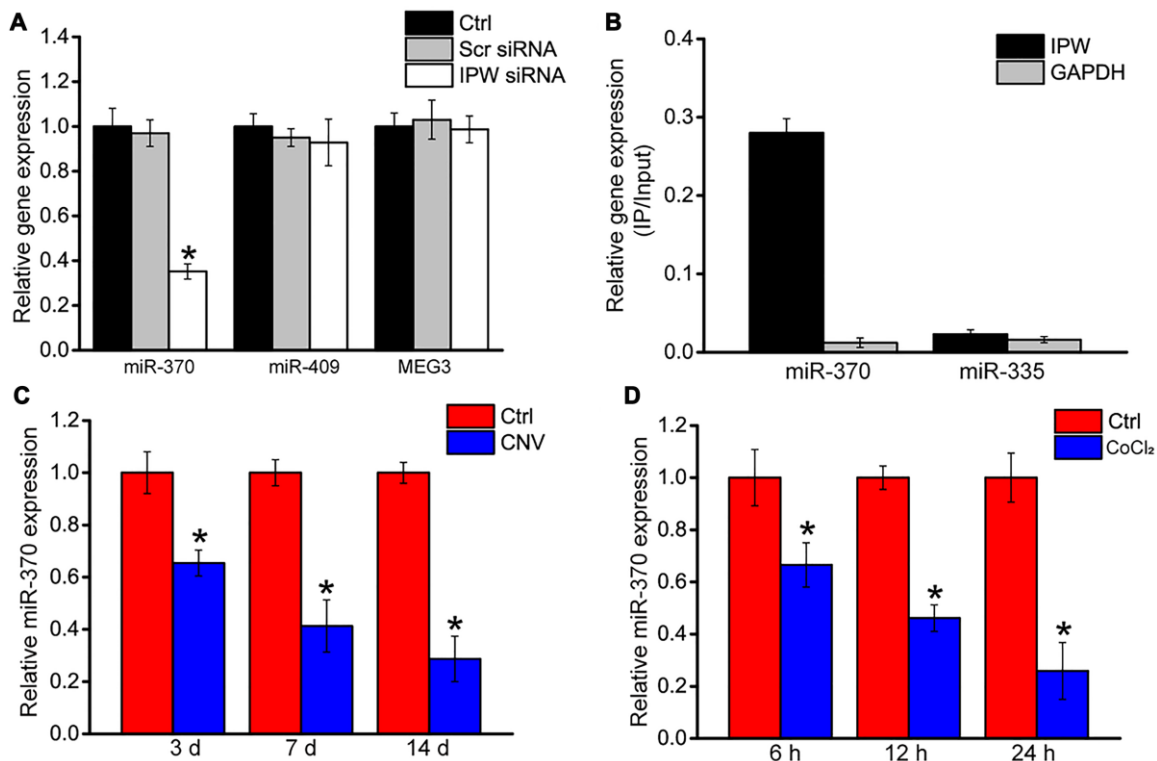 A
Relative gene expression
1.4
1.2
1.0
0.8
0.6
0.4
0.2
0.0
Ctrl
Scr siRNA
IPW siRNA
*
miR-370 miR-409 MEG3
B
Relative gene expression
(IP/Input)
0.4
0.3
0.2
0.1
0.0
IPW
GAPDH
miR-370 miR-335
C
Relative miR-370 expression
1.2
1.0
0.8
0.6
0.4
0.2
0.0
Ctrl
CNV
* * *
3 d 7 d 14 d
D
Relative miR-370 expression
1.2
1.0
0.8
0.6
0.4
0.2
0.0
Ctrl
CoCl₂
* * *
6 h 12 h 24 h